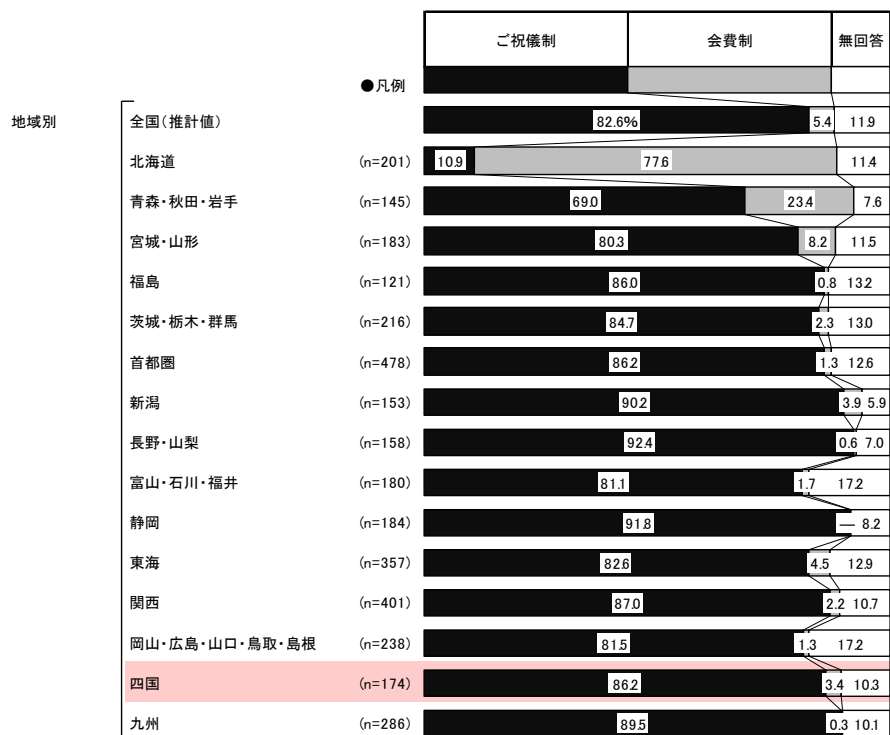 ご祝儀制 会費制 無回答
●凡例
地域別 全国(推計値) 82.6% 5.4 11.9
北海道 (n=201) 10.9 77.6 11.4
青森・秋田・岩手 (n=145) 69.0 23.4 7.6
宮城・山形 (n=183) 80.3 8.2 11.5
福島 (n=121) 86.0 0.8 13.2
茨城・栃木・群馬 (n=216) 84.7 2.3 13.0
首都圏 (n=478) 86.2 1.3 12.6
新潟 (n=153) 90.2 3.9 5.9
長野・山梨 (n=158) 92.4 0.6 7.0
富山・石川・福井 (n=180) 81.1 1.7 17.2
静岡 (n=184) 91.8 — 8.2
東海 (n=357) 82.6 4.5 12.9
関西 (n=401) 87.0 2.2 10.7
岡山・広島・山口・鳥取・島根 (n=238) 81.5 1.3 17.2
四国 (n=174) 86.2 3.4 10.3
九州 (n=286) 89.5 0.3 10.1